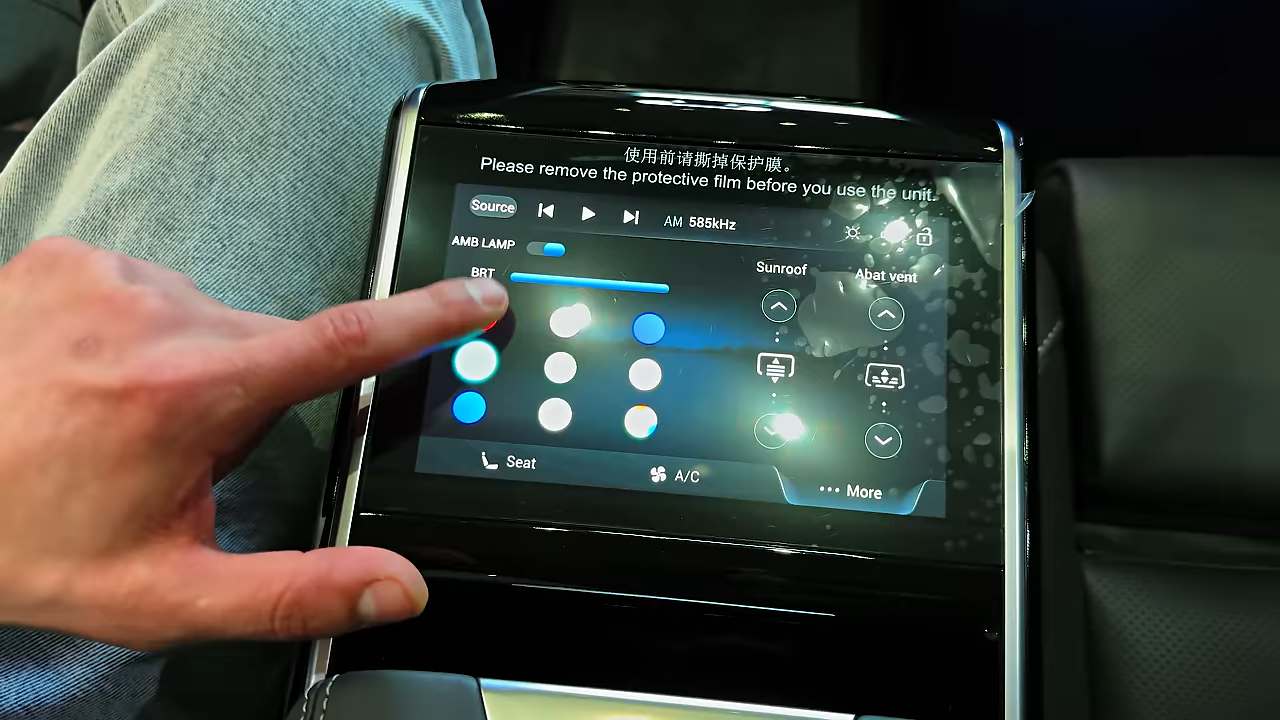 使用前请撕掉保护膜。
Please remove the protective film before you use the unit.
Source AM 585kHz
AMB LAMP
BRT
Sunroof Abat vent
Seat A/C ••• More